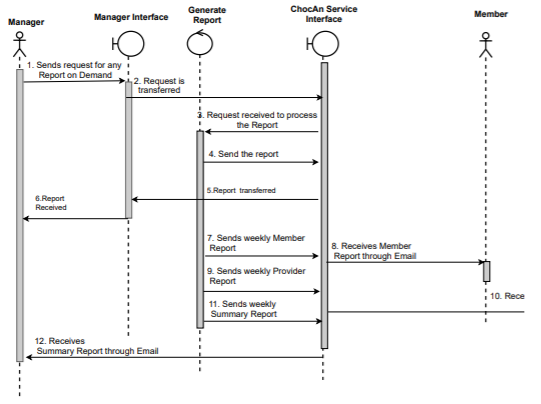 Manager
Manager Interface
Generate
Report
ChocAn Service
Interface
Member
1. Sends request for any
Report on Demand
2. Request is
transferred
3. Request received to process
the Report
4. Send the report
5.Report transferred
6.Report
Received
7. Sends weekly Member
Report
8. Receives Member
Report through Email
9. Sends weekly Provider
Report
10. Rece
11. Sends weekly
Summary Report
12. Receives
Summary Report through Email